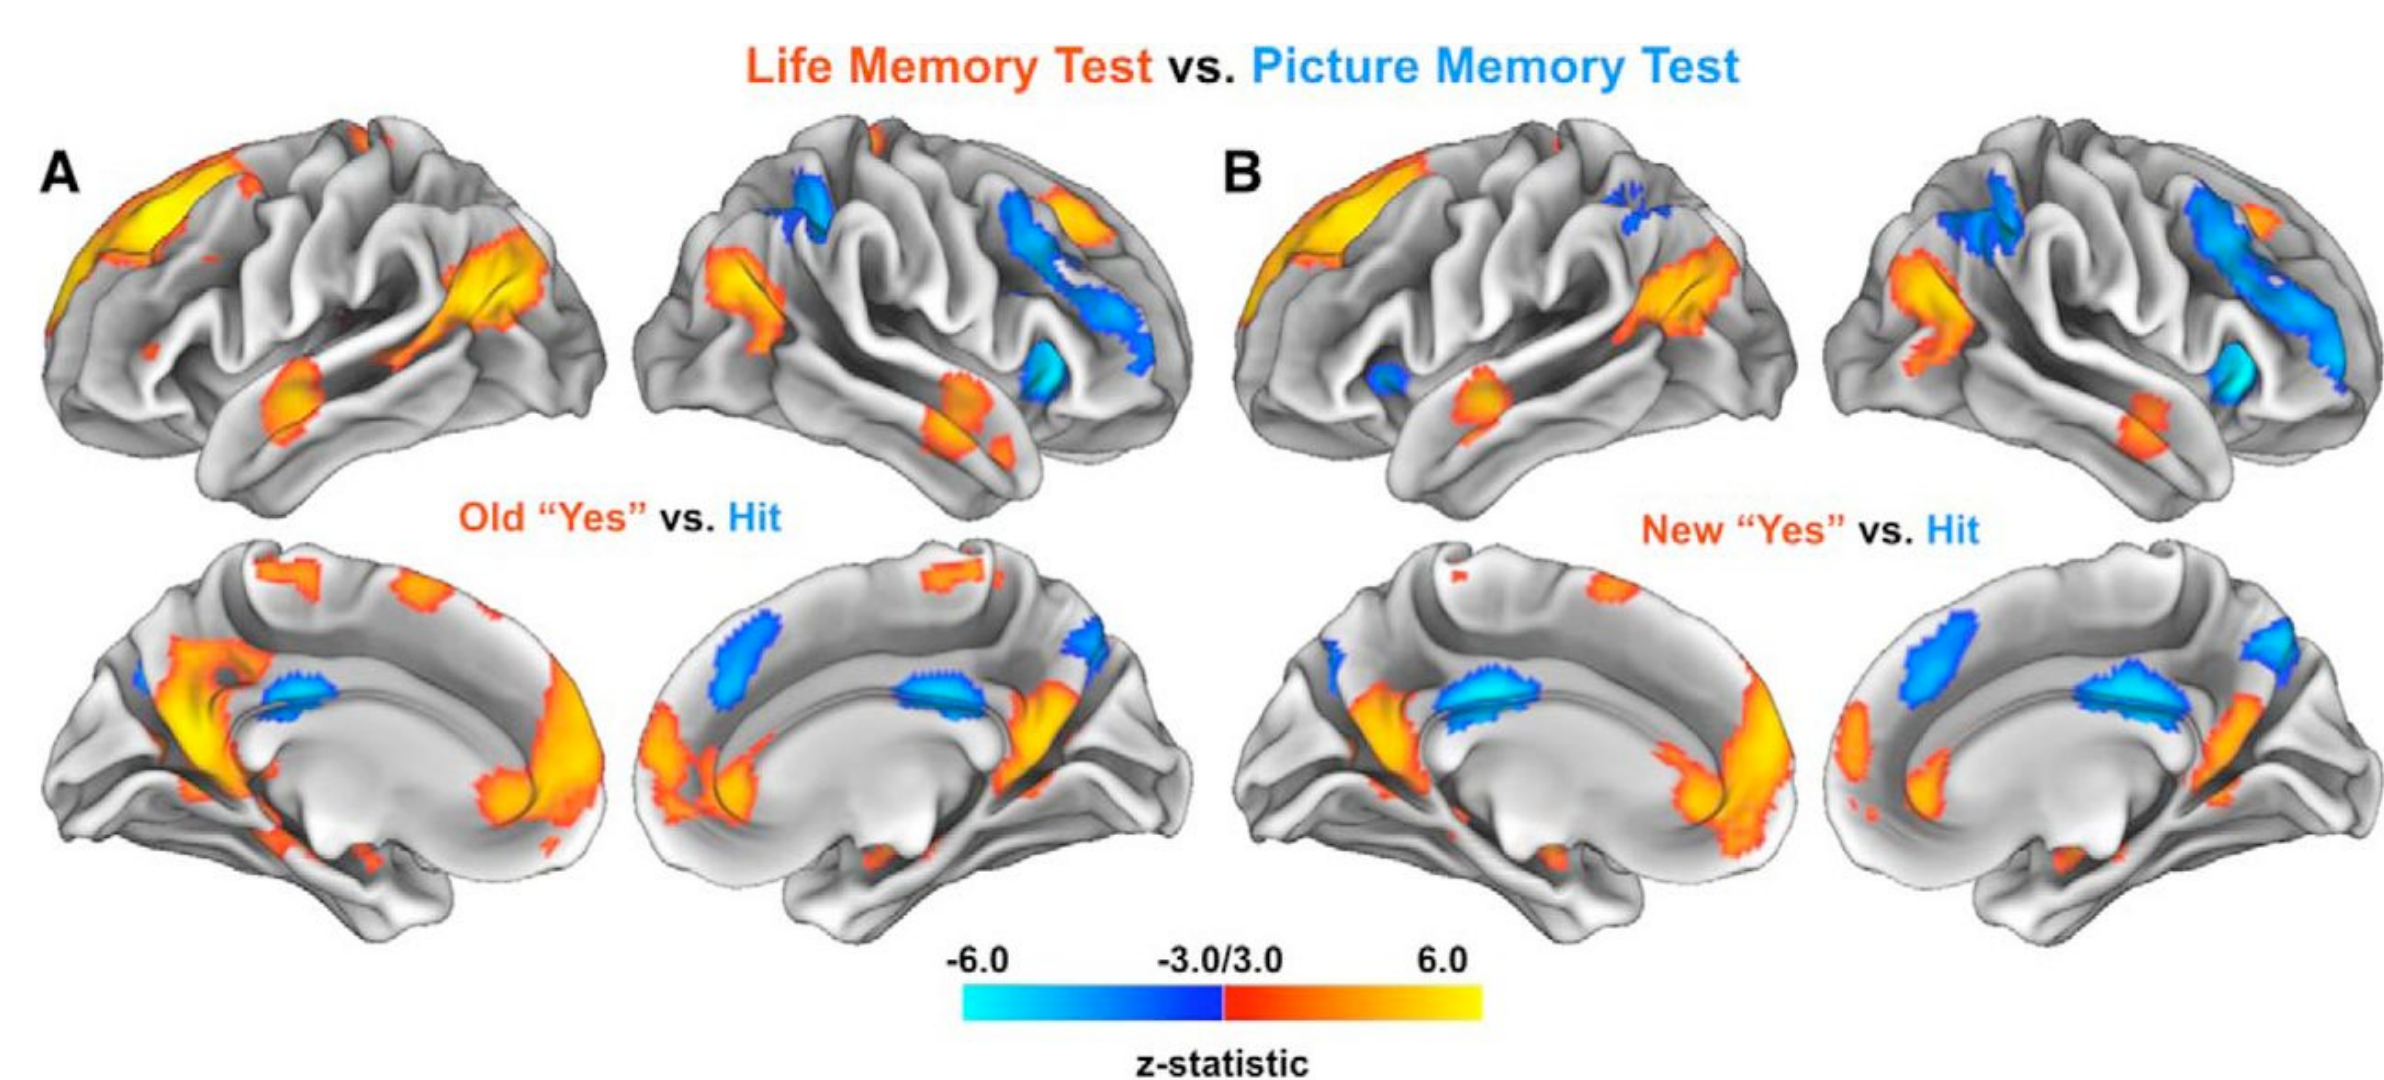 Life Memory Test vs. Picture Memory Test
A
B
Old “Yes” vs. Hit
New “Yes” vs. Hit
-6.0 -3.0/3.0 6.0
z-statistic